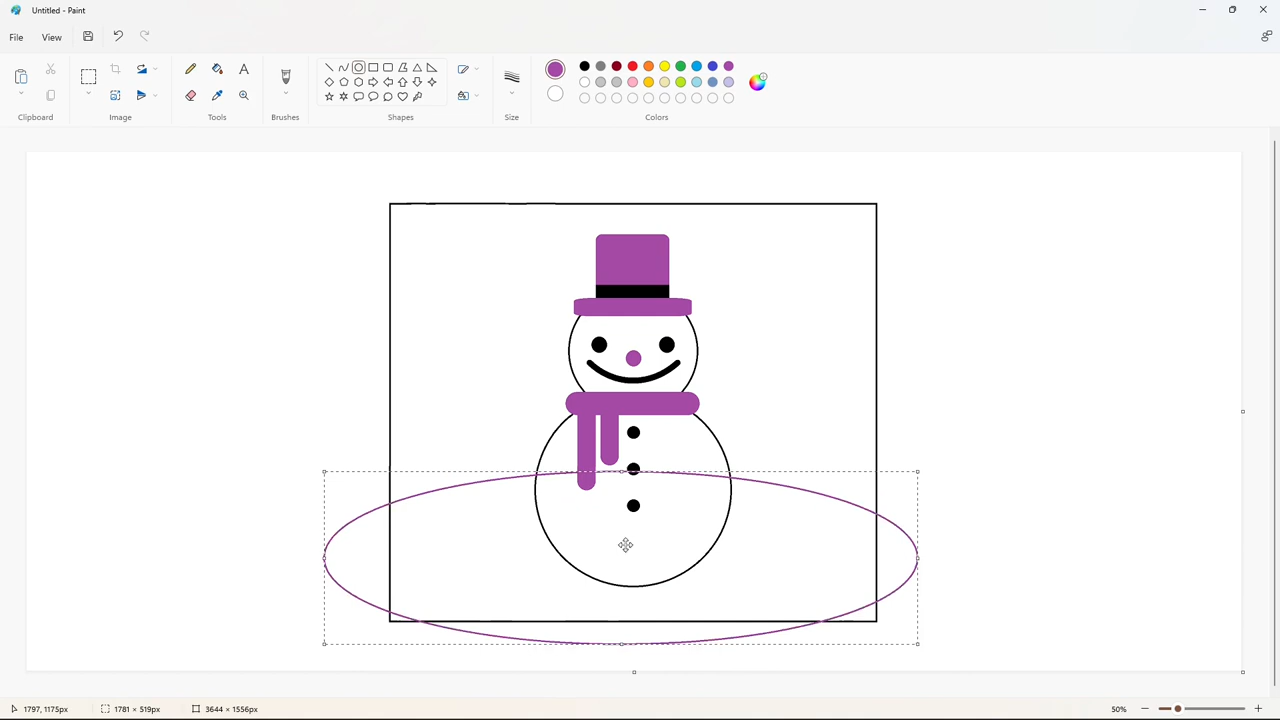 Untitled - Paint
File View
Clipboard Image Tools Brushes Shapes Size Colors
1797, 1175px 1781 × 519px 3644 × 1556px 50%